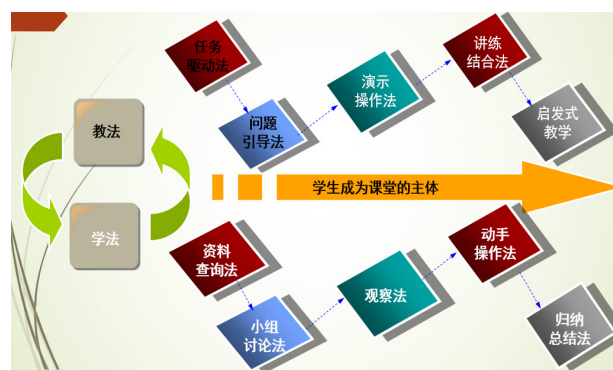 任务
驱动法
问题
引导法
演示
操作法
讲练
结合法
启发式
教学
教法
学法
学生成为课堂的主体
资料
查询法
小组
讨论法
观察法
动手
操作法
归纳
总结法